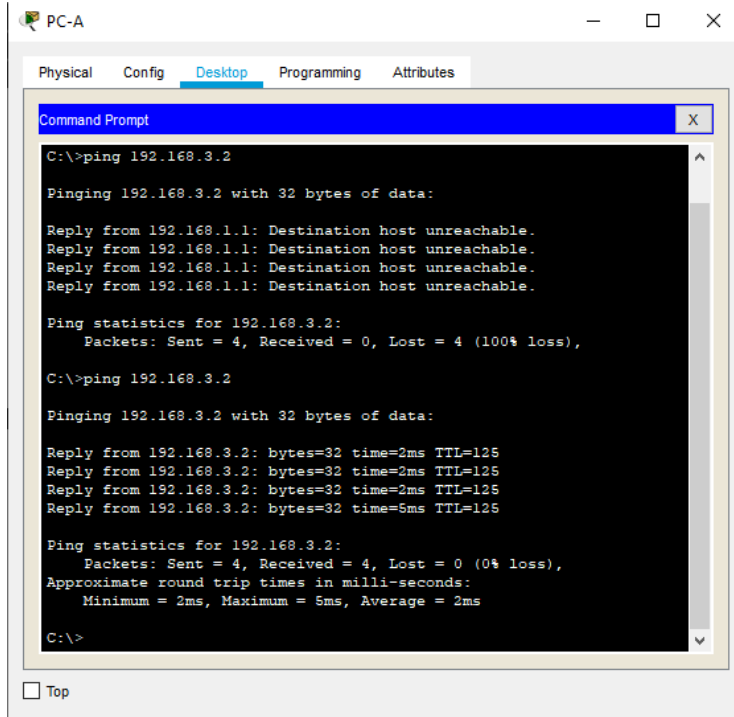 PC-A
Physical Config Desktop Programming Attributes
Command Prompt X
C:\>ping 192.168.3.2
Pinging 192.168.3.2 with 32 bytes of data:
Reply from 192.168.1.1: Destination host unreachable.
Reply from 192.168.1.1: Destination host unreachable.
Reply from 192.168.1.1: Destination host unreachable.
Reply from 192.168.1.1: Destination host unreachable.
Ping statistics for 192.168.3.2:
Packets: Sent = 4, Received = 0, Lost = 4 (100% loss),
C:\>ping 192.168.3.2
Pinging 192.168.3.2 with 32 bytes of data:
Reply from 192.168.3.2: bytes=32 time=2ms TTL=125
Reply from 192.168.3.2: bytes=32 time=2ms TTL=125
Reply from 192.168.3.2: bytes=32 time=2ms TTL=125
Reply from 192.168.3.2: bytes=32 time=5ms TTL=125
Ping statistics for 192.168.3.2:
Packets: Sent = 4, Received = 4, Lost = 0 (0% loss),
Approximate round trip times in milli-seconds:
Minimum = 2ms, Maximum = 5ms, Average = 2ms
C:\>
Top